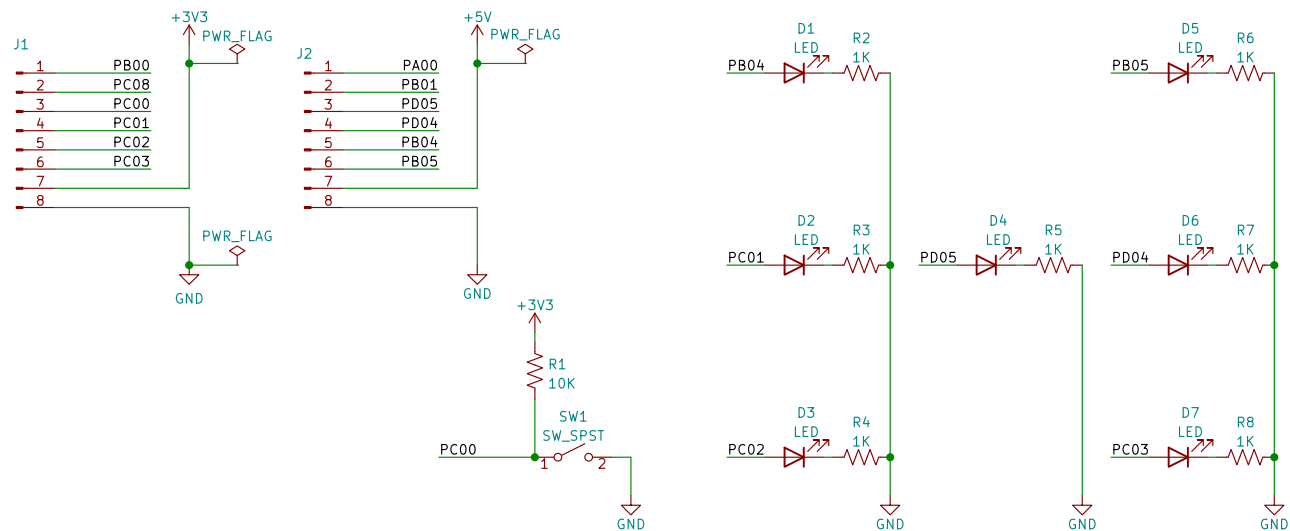 J1
+3V3
PWR_FLAG
1 PB00
2 PC08
3 PC00
4 PC01
5 PC02
6 PC03
7
8
PWR_FLAG
GND
J2
+5V
PWR_FLAG
1 PA00
2 PB01
3 PD05
4 PD04
5 PB04
6 PB05
7
8
GND
+3V3
R1
10K
SW1
SW_SPST
PC00
1 2
GND
D1
LED
R2
1K
PB04
D2
LED
R3
1K
PC01
D3
LED
R4
1K
PC02
GND
D4
LED
R5
1K
PD05
GND
D5
LED
R6
1K
PB05
D6
LED
R7
1K
PD04
D7
LED
R8
1K
PC03
GND